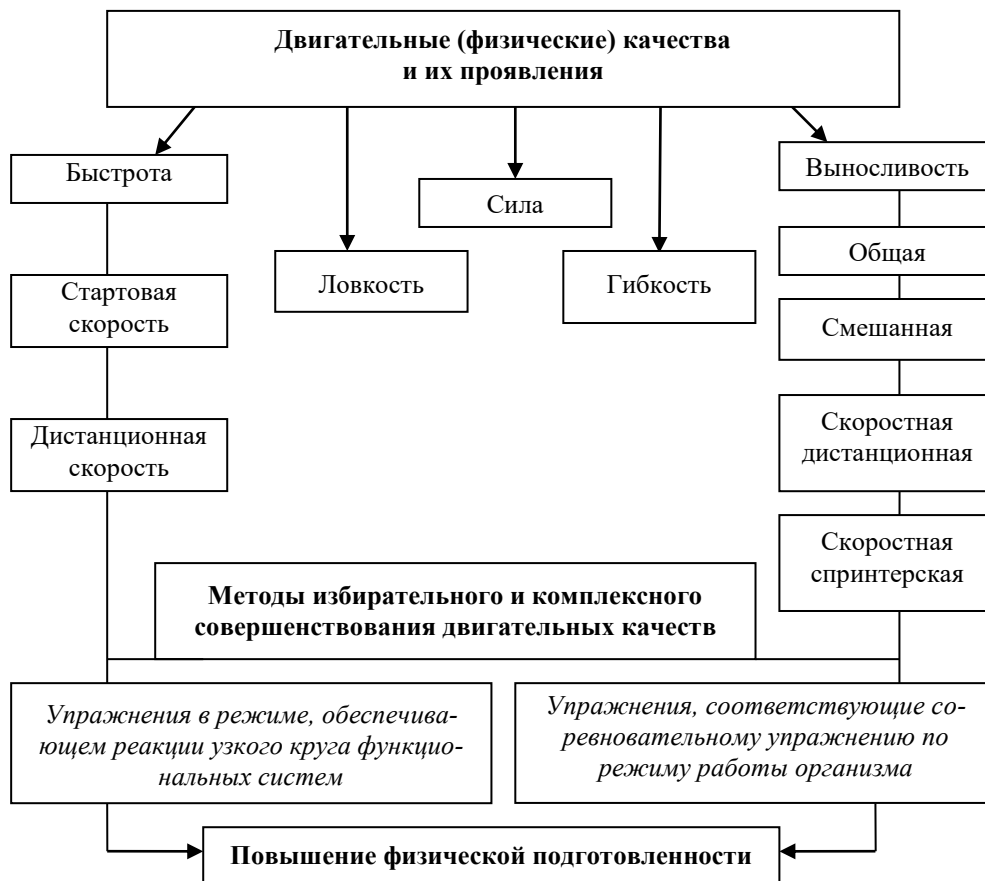 Двигательные (физические) качества
и их проявления
Быстрота
Сила
Выносливость
Ловкость
Гибкость
Общая
Стартовая
скорость
Смешанная
Дистанционная
скорость
Скоростная
дистанционная
Скоростная
спринтерская
Методы избирательного и комплексного
совершенствования двигательных качеств
Упражнения в режиме, обеспечиваю-
щем реакции узкого круга функцио-
нальных систем
Упражнения, соответствующие со-
ревновательному упражнению по
режиму работы организма
Повышение физической подготовленности